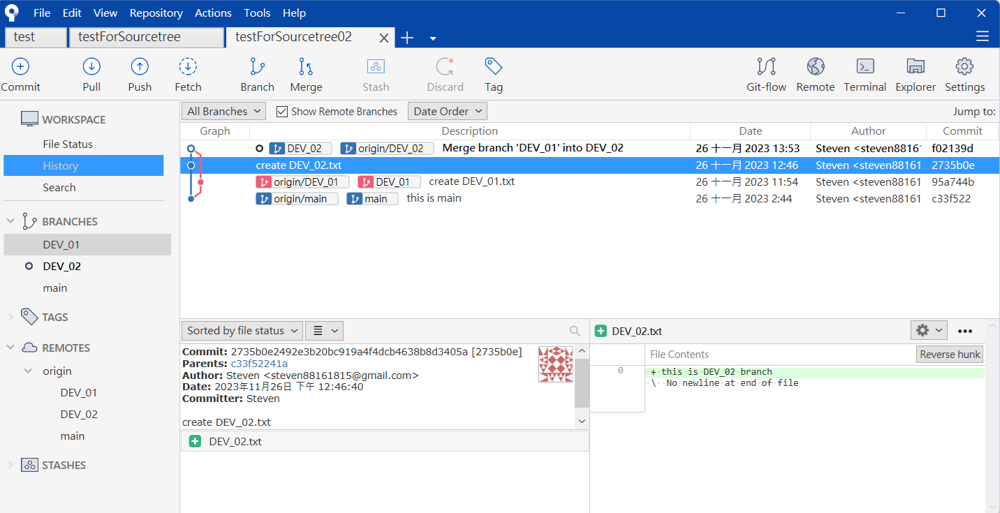 File Edit View Repository Actions Tools Help
test testForSourcetree testForSourcetree02
Commit Pull Push Fetch Branch Merge Stash Discard Tag Git-flow Remote Terminal Explorer Settings
WORKSPACE
File Status
History
Search
BRANCHES
DEV_01
DEV_02
main
TAGS
REMOTES
origin
DEV_01
DEV_02
main
STASHES
All Branches Show Remote Branches Date Order Jump to:
Graph Description Date Author Commit
DEV_02 origin/DEV_02 Merge branch 'DEV_01' into DEV_02 26 十一月 2023 13:53 Steven <steven88161 f02139d
create DEV_02.txt 26 十一月 2023 12:46 Steven <steven88161 2735b0e
origin/DEV_01 DEV_01 create DEV_01.txt 26 十一月 2023 11:54 Steven <steven88161 95a744b
origin/main main this is main 26 十一月 2023 2:44 Steven <steven88161 c33f522
Sorted by file status
Commit: 2735b0e2492e3b20bc919a4f4dcb4638b8d3405a [2735b0e]
Parents: c33f52241a
Author: Steven <steven88161815@gmail.com>
Date: 2023年11月26日 下午 12:46:40
Committer: Steven
create DEV_02.txt
DEV_02.txt
DEV_02.txt
File Contents Reverse hunk
0 + this is DEV_02 branch
\ No newline at end of file